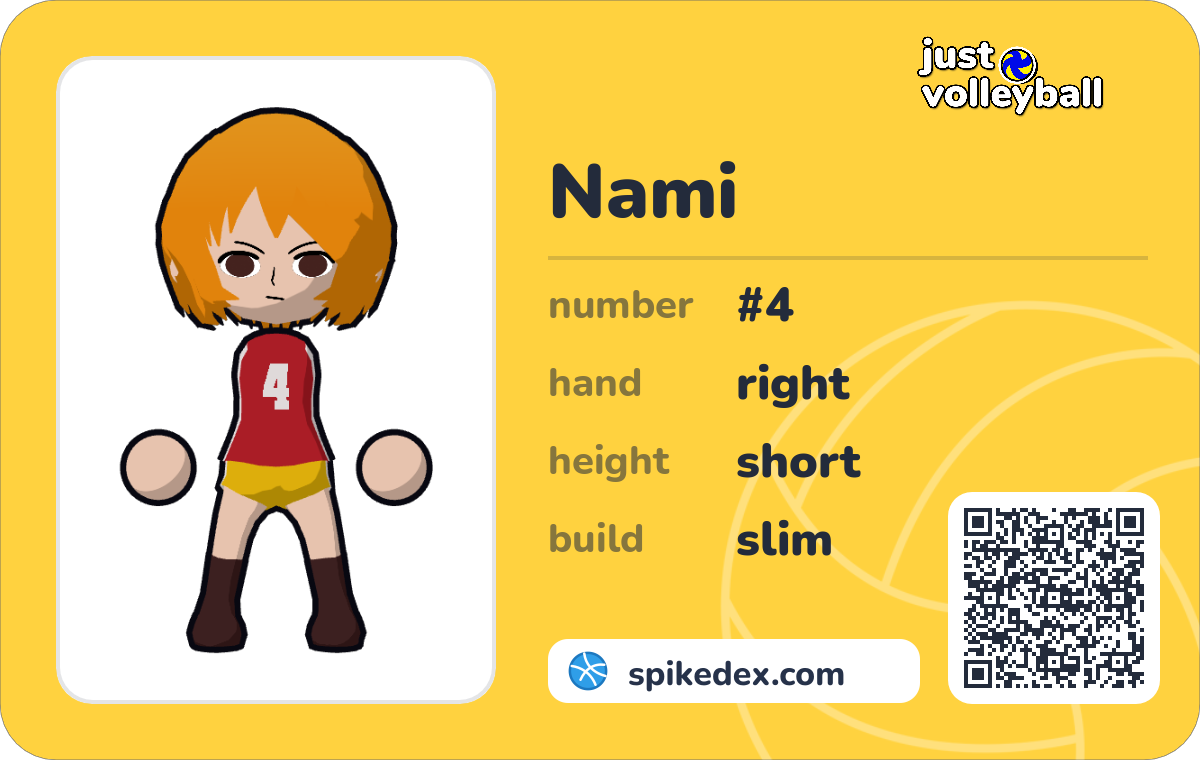 just
volleyball
Nami
number #4
hand right
height short
build slim
4
spikedex.com